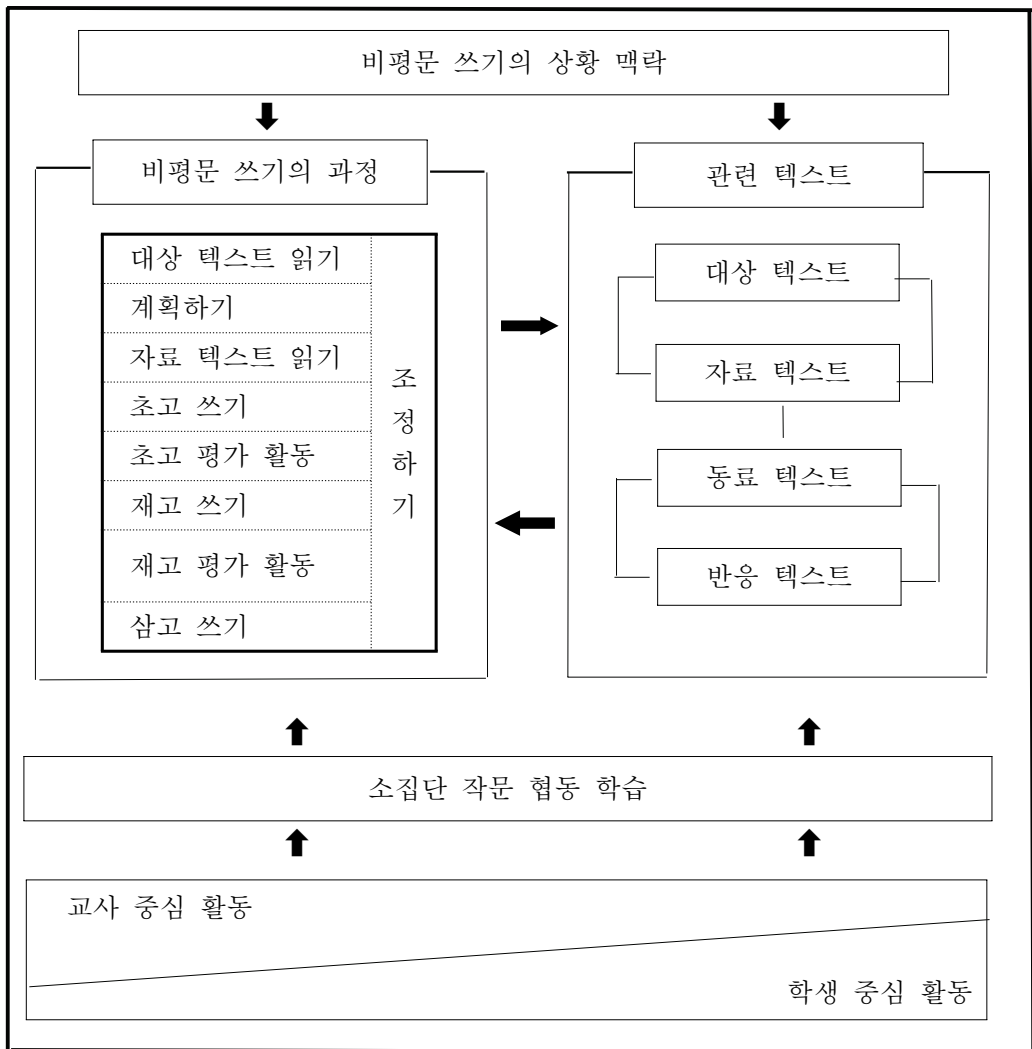 비평문 쓰기의 상황 맥락
비평문 쓰기의 과정
대상 텍스트 읽기
계획하기
자료 텍스트 읽기
초고 쓰기
초고 평가 활동
재고 쓰기
재고 평가 활동
삼고 쓰기
조
정
하
기
관련 텍스트
대상 텍스트
자료 텍스트
동료 텍스트
반응 텍스트
소집단 작문 협동 학습
교사 중심 활동
학생 중심 활동